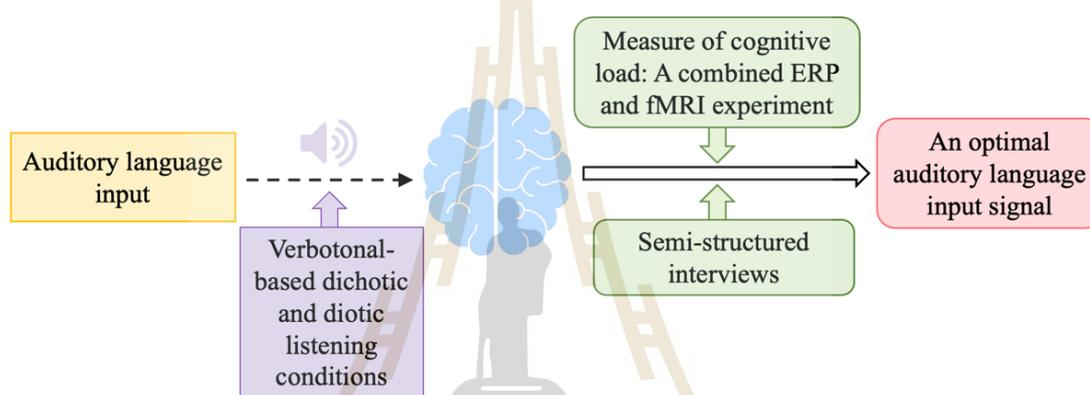 Auditory language
input
Verbotonal-
based dichotic
and diotic
listening
conditions
Measure of cognitive
load: A combined ERP
and fMRI experiment
Semi-structured
interviews
An optimal
auditory language
input signal